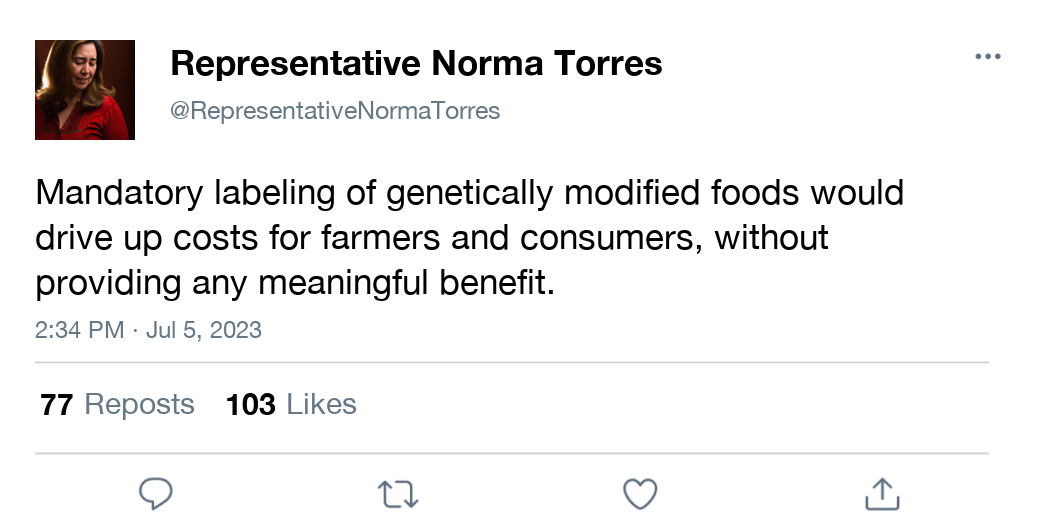 Representative Norma Torres
@RepresentativeNormaTorres
Mandatory labeling of genetically modified foods would
drive up costs for farmers and consumers, without
providing any meaningful benefit.
2:34 PM · Jul 5, 2023
77 Reposts 103 Likes